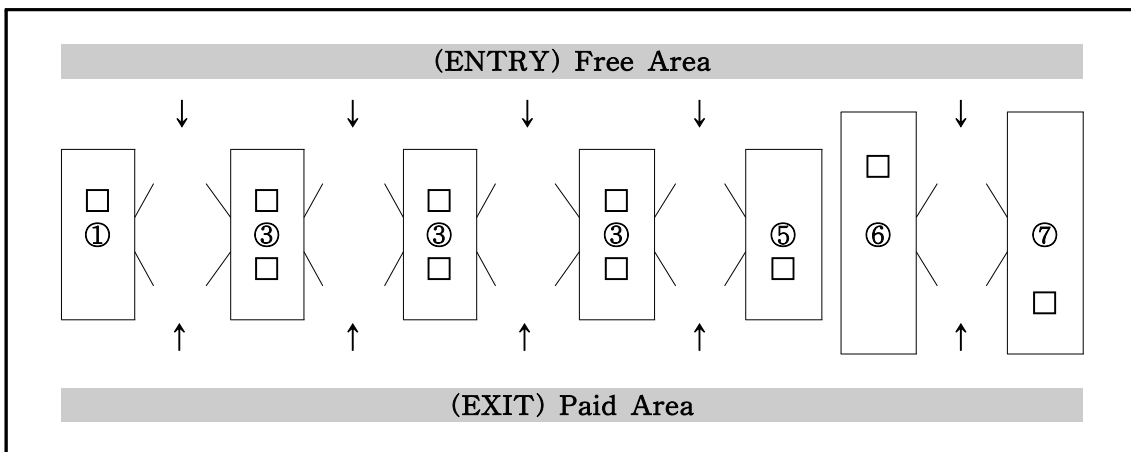 (ENTRY) Free Area
① ③ ③ ③ ⑤ ⑥ ⑦
(EXIT) Paid Area